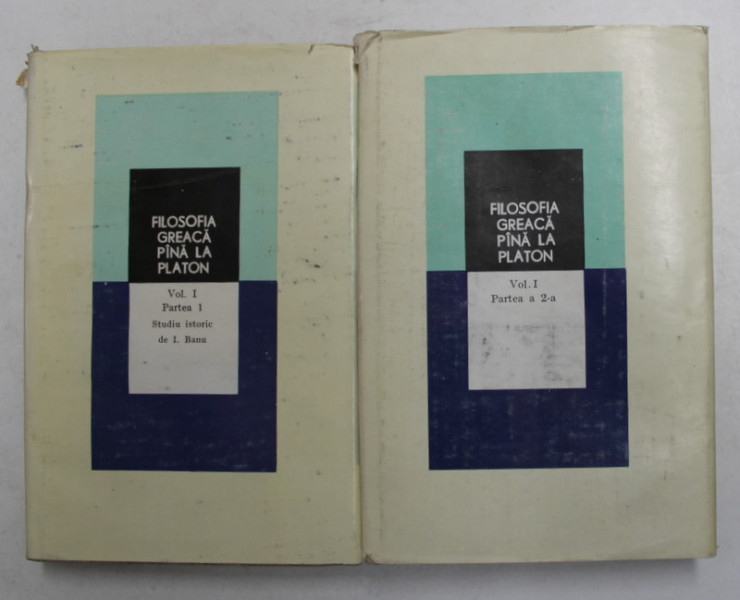 FILOSOFIA
GREACĂ
PÎNĂ LA
PLATON
Vol. I
Partea 1
Studiu istoric
de I. Banu
FILOSOFIA
GREACĂ
PÎNĂ LA
PLATON
Vol. I
Partea a 2-a